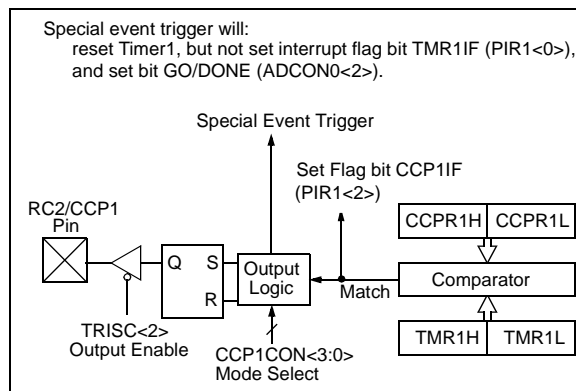 Special event trigger will:
reset Timer1, but not set interrupt flag bit TMR1IF (PIR1<0>),
and set bit GO/DONE (ADCON0<2>).
Special Event Trigger
Set Flag bit CCP1IF
(PIR1<2>)
RC2/CCP1
Pin
CCPR1H CCPR1L
Q S
R
Output
Logic
Match
Comparator
TRISC<2>
Output Enable
CCP1CON<3:0>
Mode Select
TMR1H TMR1L